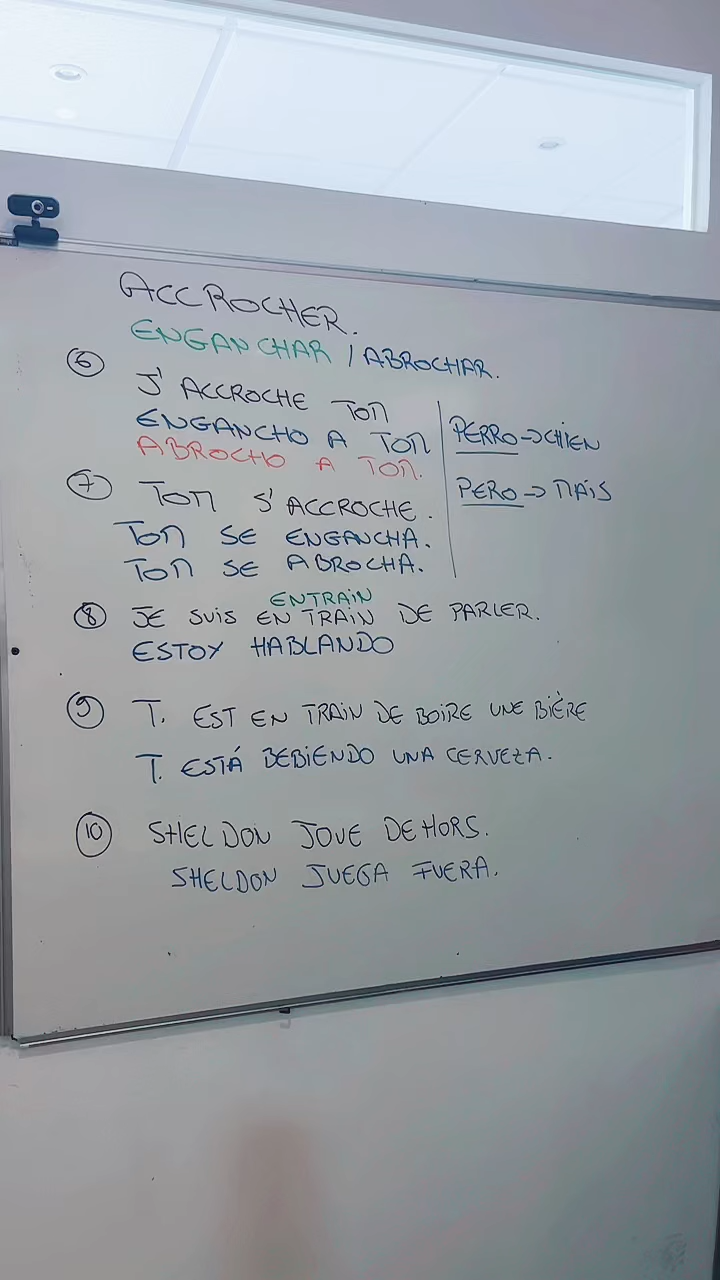 ACCROCHER.
ENGANCHAR / ABROCHAR.
6 J'ACCROCHE TOM
ENGANCHO A TOM
ABROCHO A TOM.
PERRO → CHIEN
PERO → MAIS
7 TOM S'ACCROCHE.
TOM SE ENGANCHA.
TOM SE ABROCHA.
ENTRAIN
8 JE SUIS EN TRAIN DE PARLER.
ESTOY HABLANDO
9 T. EST EN TRAIN DE BOIRE UNE BIÈRE
T. ESTÁ BEBIENDO UNA CERVEZA.
10 SHELDON JOUE DEHORS.
SHELDON JUEGA FUERA.